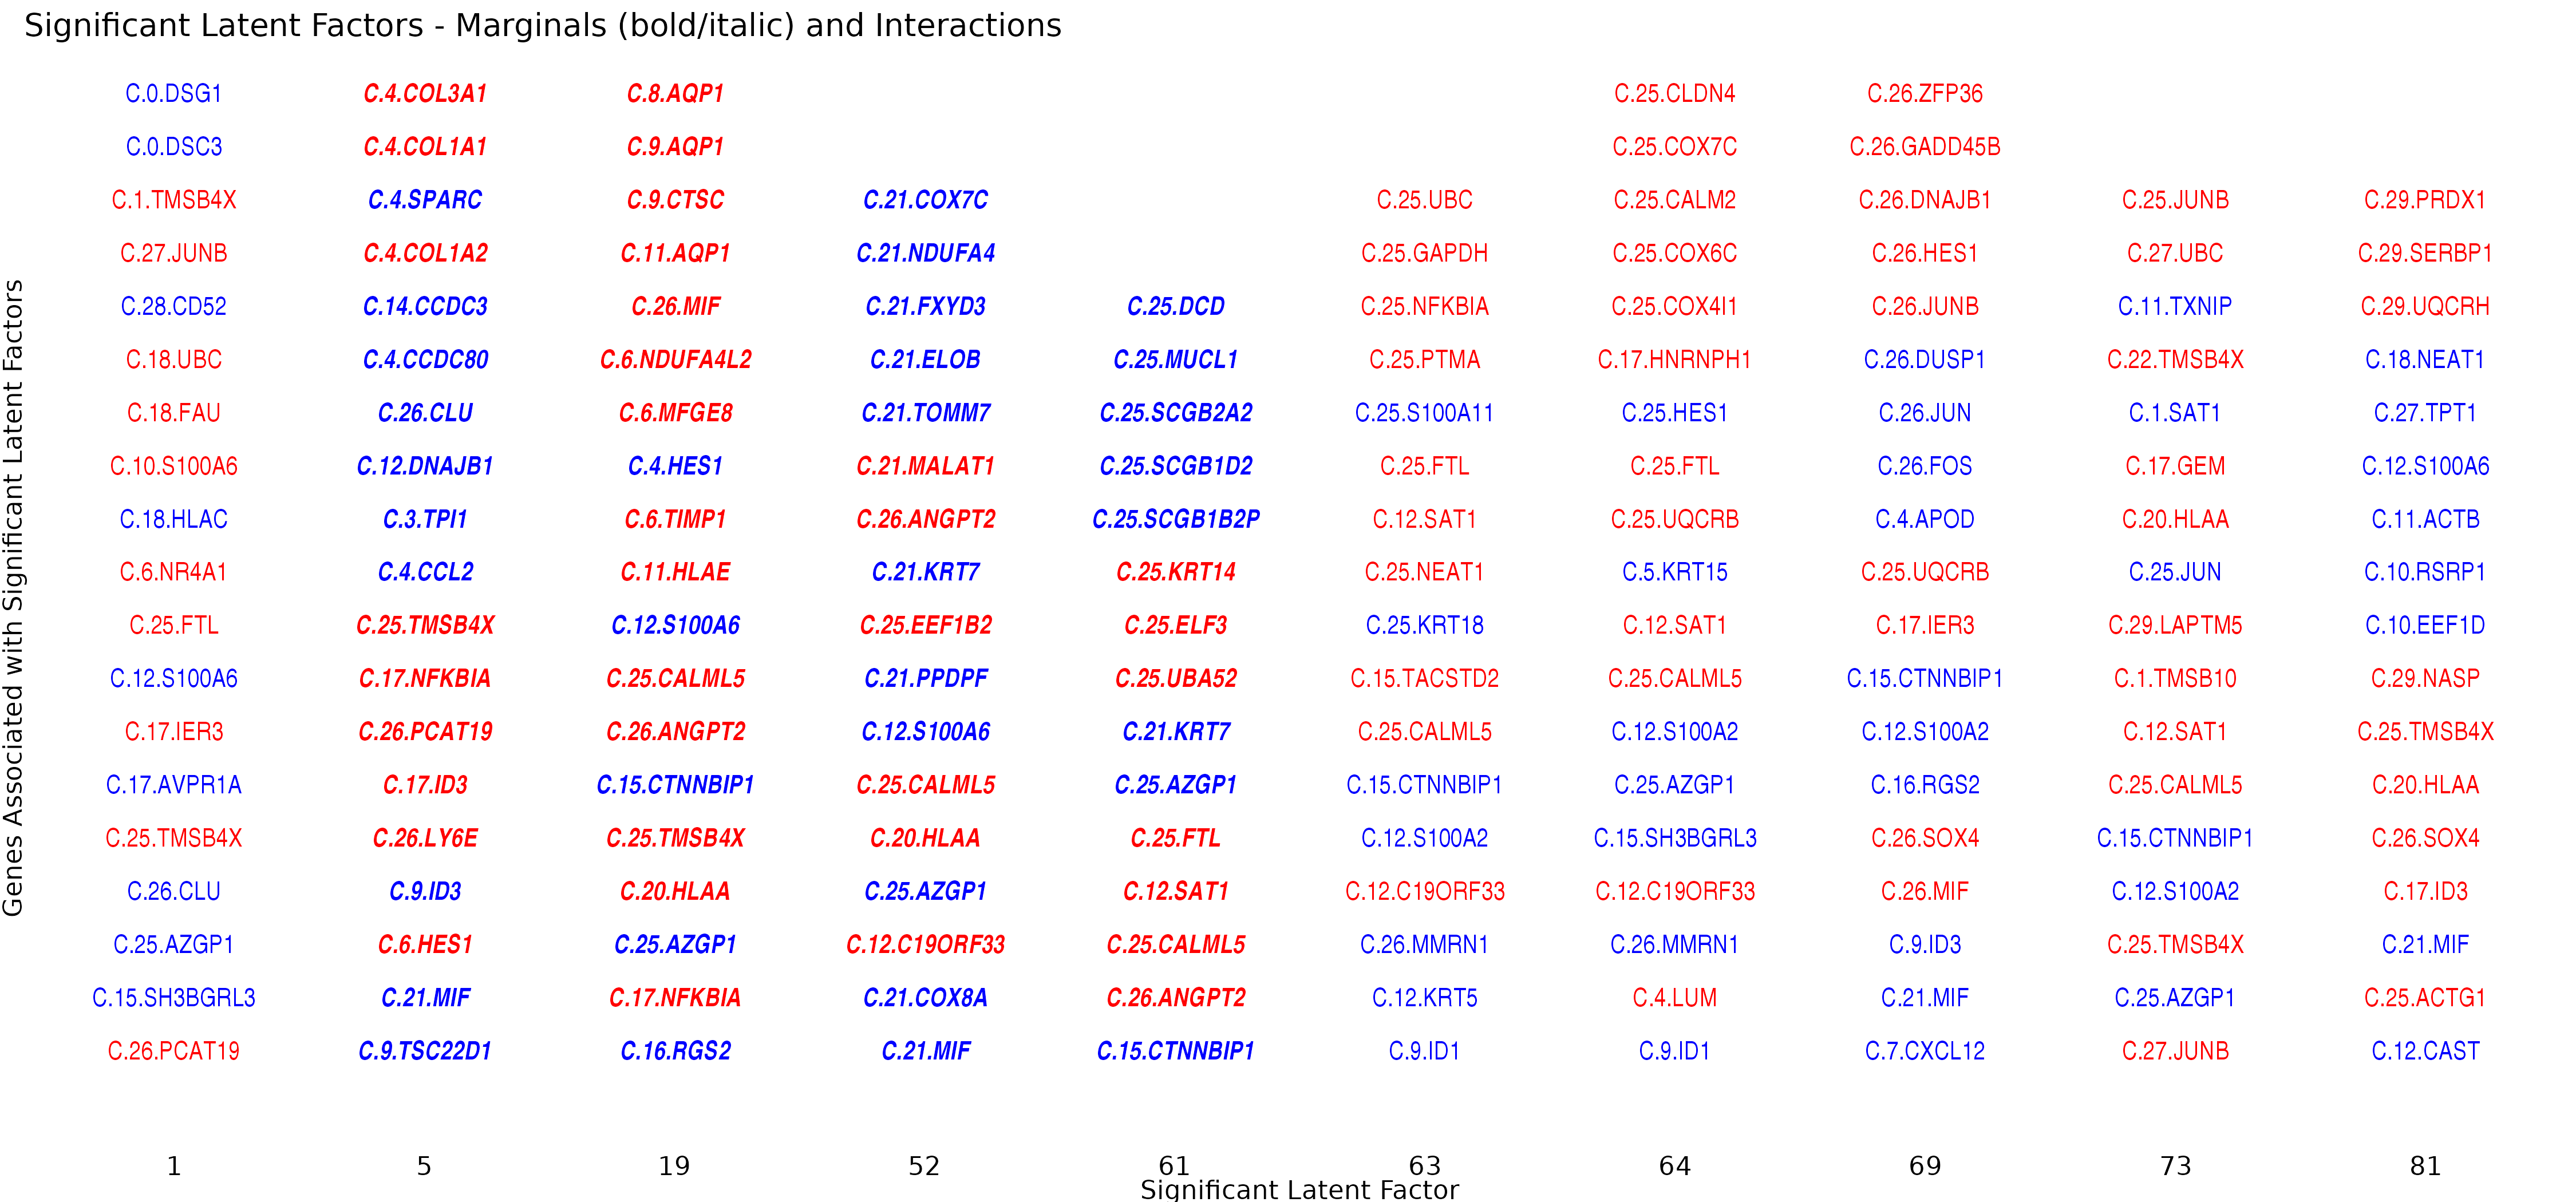 Significant Latent Factors - Marginals (bold/italic) and Interactions
Genes Associated with Significant Latent Factors
C.0.DSG1 C.4.COL3A1 C.8.AQP1 C.25.CLDN4 C.26.ZFP36
C.0.DSC3 C.4.COL1A1 C.9.AQP1 C.25.COX7C C.26.GADD45B
C.1.TMSB4X C.4.SPARC C.9.CTSC C.21.COX7C C.25.UBC C.25.CALM2 C.26.DNAJB1 C.25.JUNB C.29.PRDX1
C.27.JUNB C.4.COL1A2 C.11.AQP1 C.21.NDUFA4 C.25.GAPDH C.25.COX6C C.26.HES1 C.27.UBC C.29.SERBP1
C.28.CD52 C.14.CCDC3 C.26.MIF C.21.FXYD3 C.25.DCD C.25.NFKBIA C.25.COX4I1 C.26.JUNB C.11.TXNIP C.29.UQCRH
C.18.UBC C.4.CCDC80 C.6.NDUFA4L2 C.21.ELOB C.25.MUCL1 C.25.PTMA C.17.HNRNPH1 C.26.DUSP1 C.22.TMSB4X C.18.NEAT1
C.18.FAU C.26.CLU C.6.MFGE8 C.21.TOMM7 C.25.SCGB2A2 C.25.S100A11 C.25.HES1 C.26.JUN C.1.SAT1 C.27.TPT1
C.10.S100A6 C.12.DNAJB1 C.4.HES1 C.21.MALAT1 C.25.SCGB1D2 C.25.FTL C.25.FTL C.26.FOS C.17.GEM C.12.S100A6
C.18.HLAC C.3.TPI1 C.6.TIMP1 C.26.ANGPT2 C.25.SCGB1B2P C.12.SAT1 C.25.UQCRB C.4.APOD C.20.HLAA C.11.ACTB
C.6.NR4A1 C.4.CCL2 C.11.HLAE C.21.KRT7 C.25.KRT14 C.25.NEAT1 C.5.KRT15 C.25.UQCRB C.25.JUN C.10.RSRP1
C.25.FTL C.25.TMSB4X C.12.S100A6 C.25.EEF1B2 C.25.ELF3 C.25.KRT18 C.12.SAT1 C.17.IER3 C.29.LAPTM5 C.10.EEF1D
C.12.S100A6 C.17.NFKBIA C.25.CALML5 C.21.PPDPF C.25.UBA52 C.15.TACSTD2 C.25.CALML5 C.15.CTNNBIP1 C.1.TMSB10 C.29.NASP
C.17.IER3 C.26.PCAT19 C.26.ANGPT2 C.12.S100A6 C.21.KRT7 C.25.CALML5 C.12.S100A2 C.12.S100A2 C.12.SAT1 C.25.TMSB4X
C.17.AVPR1A C.17.ID3 C.15.CTNNBIP1 C.25.CALML5 C.25.AZGP1 C.15.CTNNBIP1 C.25.AZGP1 C.16.RGS2 C.25.CALML5 C.20.HLAA
C.25.TMSB4X C.26.LY6E C.25.TMSB4X C.20.HLAA C.25.FTL C.12.S100A2 C.15.SH3BGRL3 C.26.SOX4 C.15.CTNNBIP1 C.26.SOX4
C.26.CLU C.9.ID3 C.20.HLAA C.25.AZGP1 C.12.SAT1 C.12.C19ORF33 C.12.C19ORF33 C.26.MIF C.12.S100A2 C.17.ID3
C.25.AZGP1 C.6.HES1 C.25.AZGP1 C.12.C19ORF33 C.25.CALML5 C.26.MMRN1 C.26.MMRN1 C.9.ID3 C.25.TMSB4X C.21.MIF
C.15.SH3BGRL3 C.21.MIF C.17.NFKBIA C.21.COX8A C.26.ANGPT2 C.12.KRT5 C.4.LUM C.21.MIF C.25.AZGP1 C.25.ACTG1
C.26.PCAT19 C.9.TSC22D1 C.16.RGS2 C.21.MIF C.15.CTNNBIP1 C.9.ID1 C.9.ID1 C.7.CXCL12 C.27.JUNB C.12.CAST
1 5 19 52 61 63 64 69 73 81
Significant Latent Factor